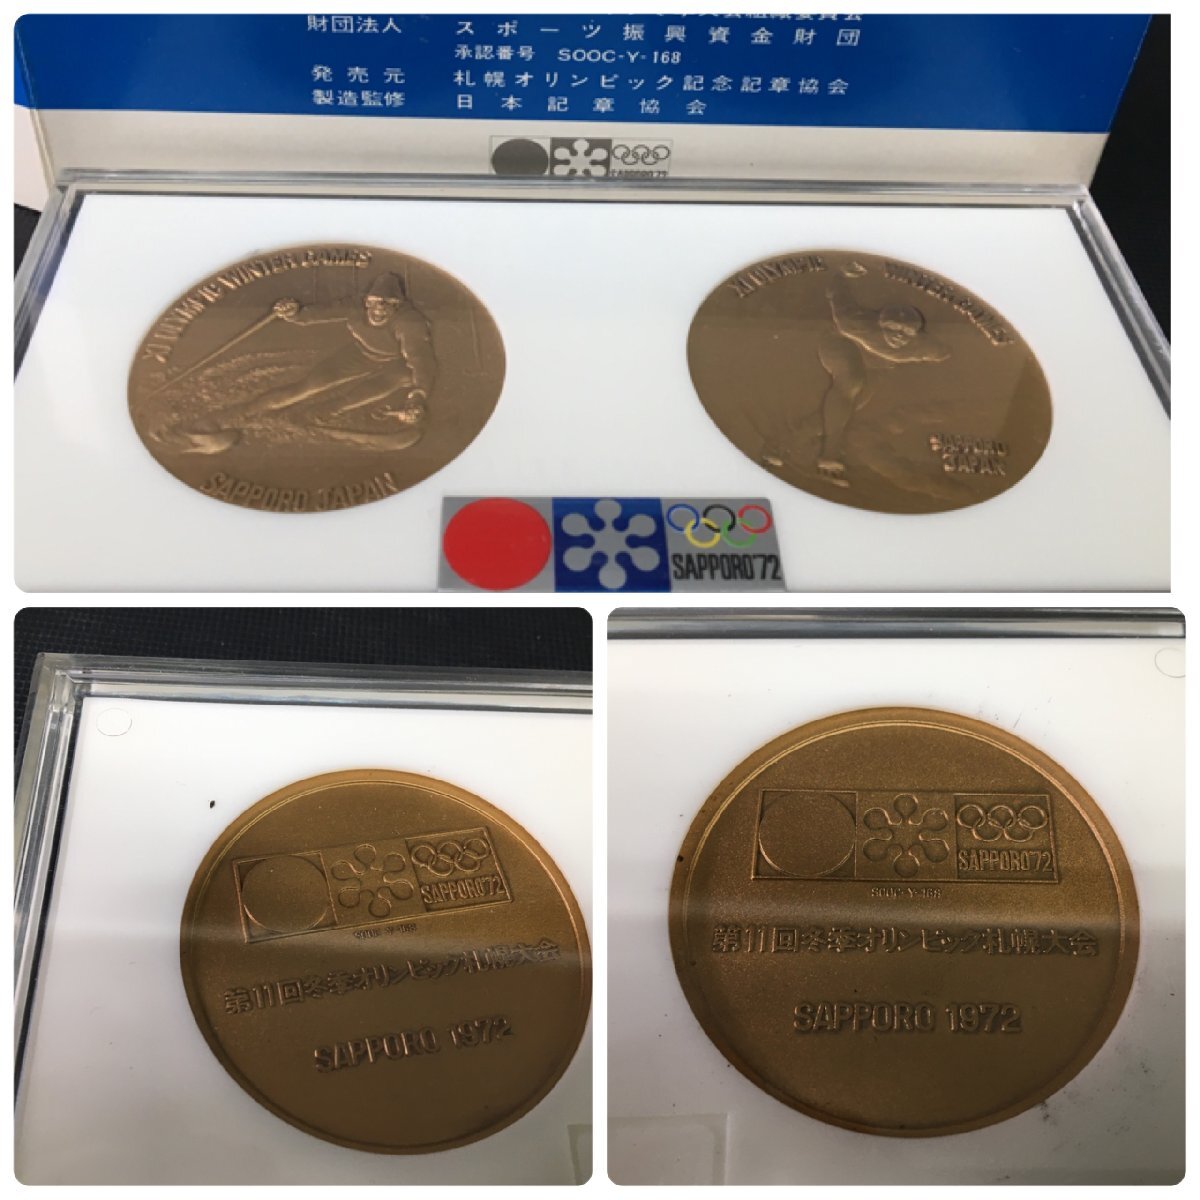 財団法人 スポーツ振興資金財団
承認番号 SOOC-Y-168
発売元 札幌オリンピック記念記章協会
製造監修 日本記章協会
SAPPORO'72
XI OLYMPIC WINTER GAMES
SAPPORO JAPAN
XI OLYMPIC WINTER GAMES
SAPPORO
JAPAN
SAPPORO'72
SAPPORO'72
SOOC-Y-168
第11回冬季オリンピック札幌大会
SAPPORO 1972
SAPPORO'72
SOOC-Y-168
第11回冬季オリンピック札幌大会
SAPPORO 1972